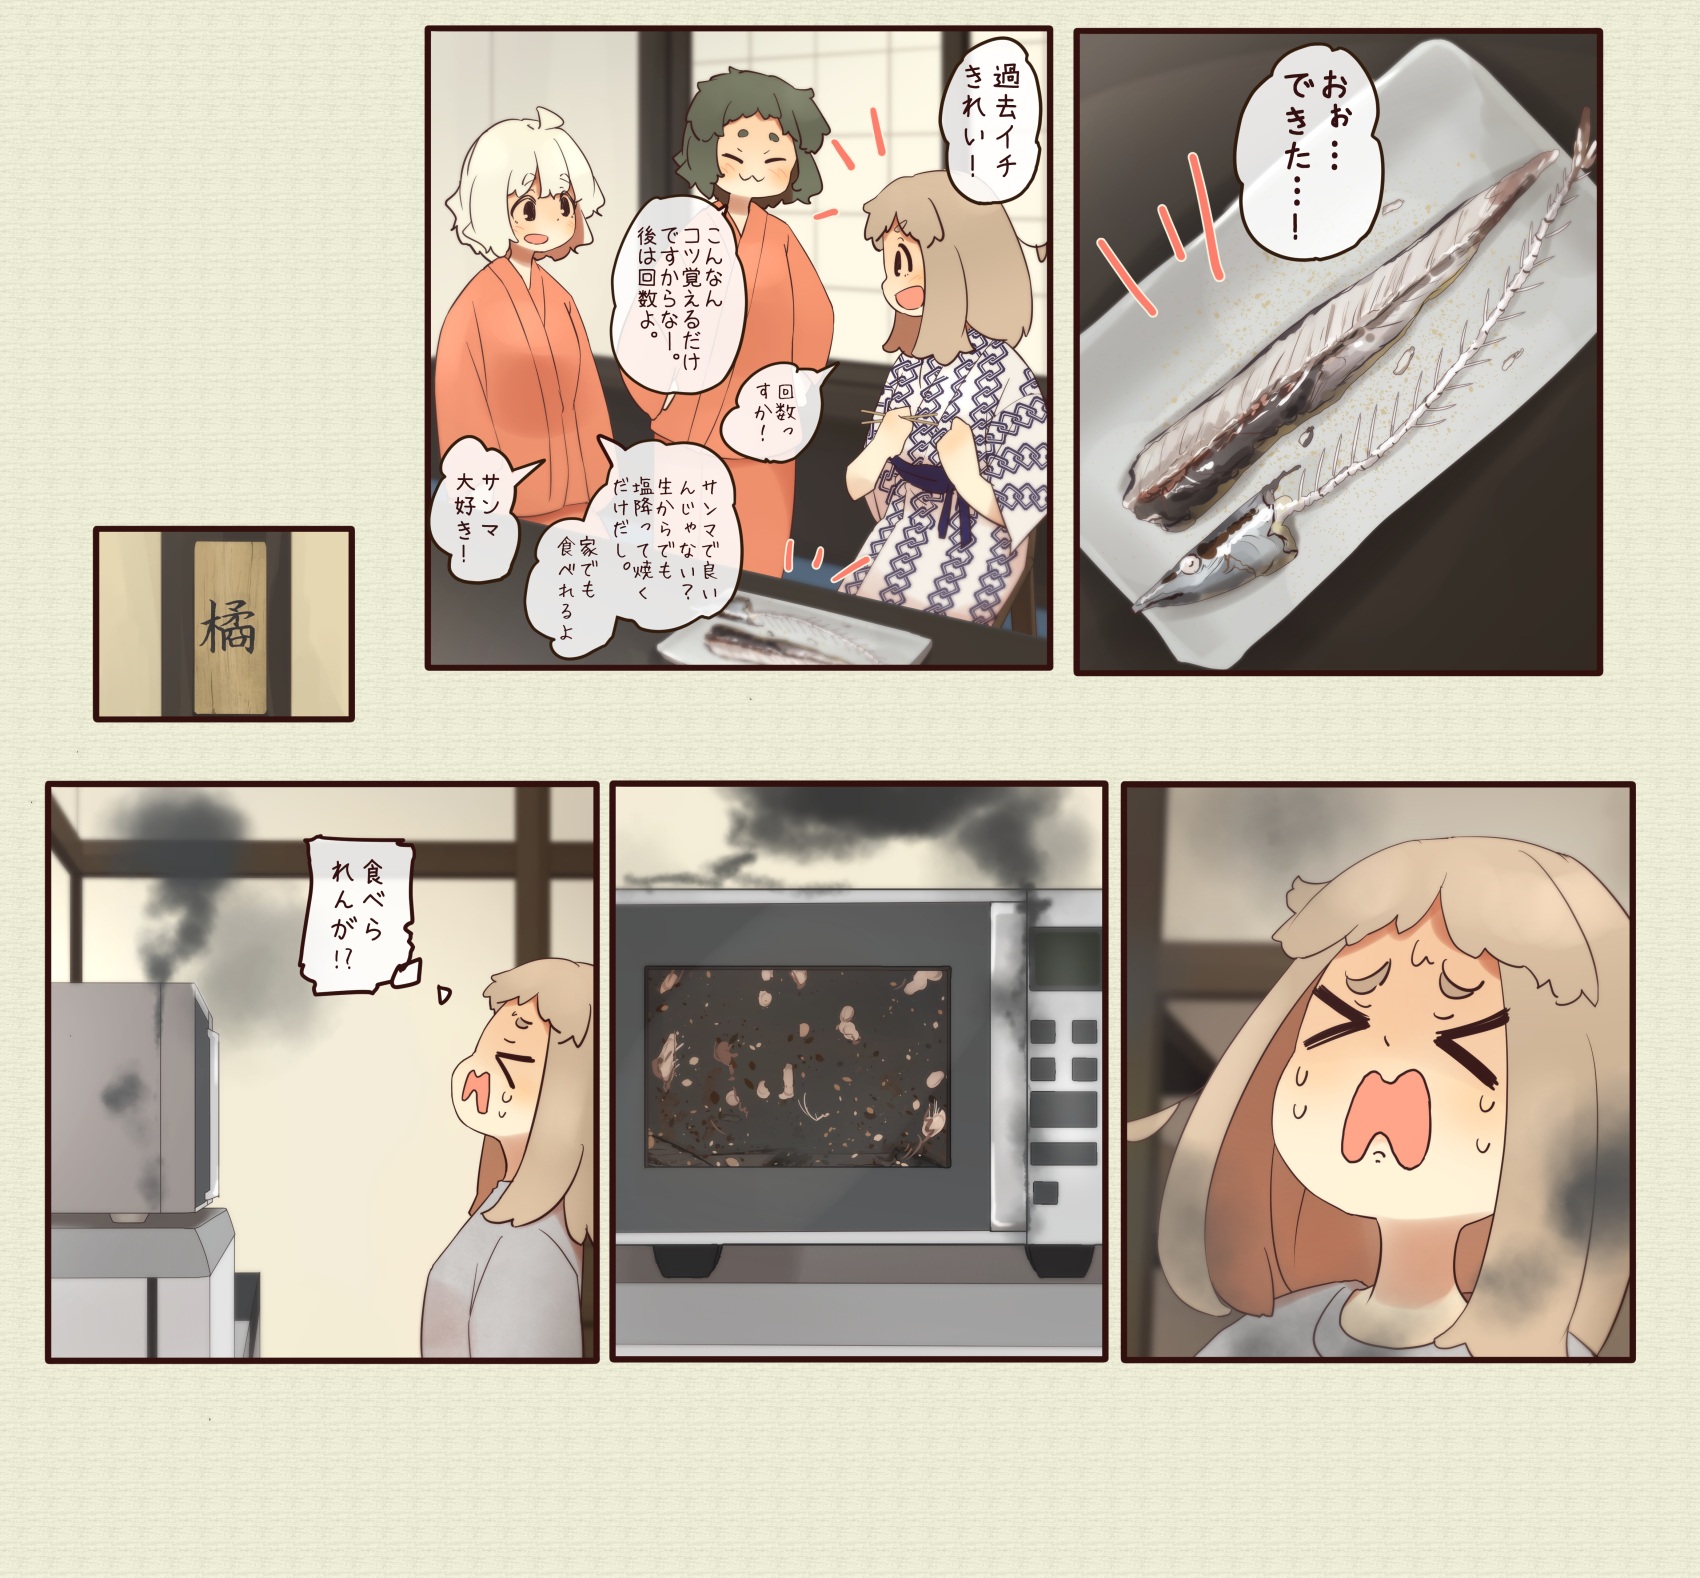 おぉ…
できた……!
過去イチ
きれい!
こんなん
コツ覚えるだけ
ですからなー。
後は回数よ。
回数っ
すか!
サンマで良い
んじゃない?
生からでも
塩降って焼く
だけだし。
家でも
食べれるよ
サンマ
大好き!
橘
食べら
れんが!?